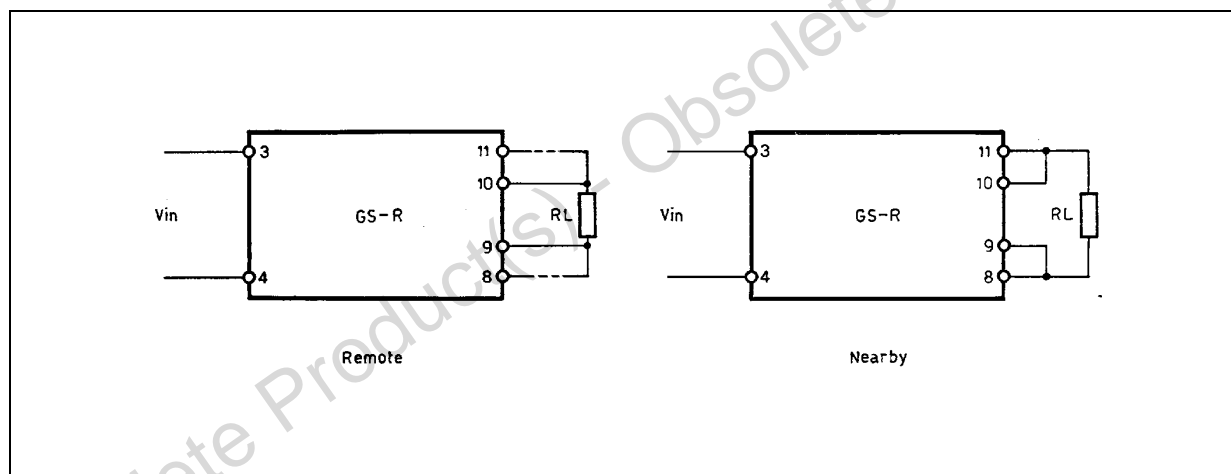 lete Product(s) - Obsolete
3
4
Vin
GS-R
11
10
9
8
RL
Remote
3
4
Vin
GS-R
11
10
9
8
RL
Nearby